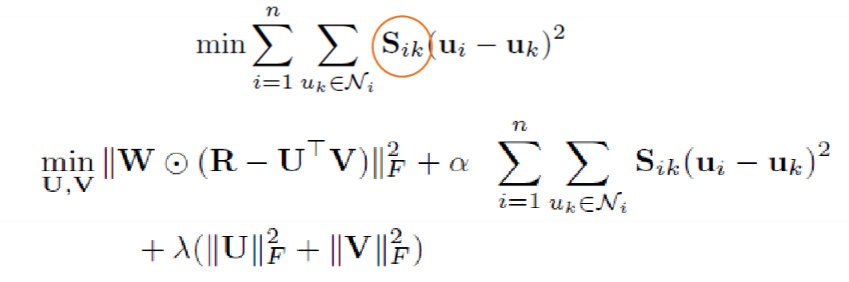 min ∑_{i=1}^{n} ∑_{u_k∈𝒩_i} S_{ik}(u_i − u_k)^2
min_{U,V} ‖W ⊙ (R − U^⊤V)‖_F^2 + α ∑_{i=1}^{n} ∑_{u_k∈𝒩_i} S_{ik}(u_i − u_k)^2
+ λ(‖U‖_F^2 + ‖V‖_F^2)